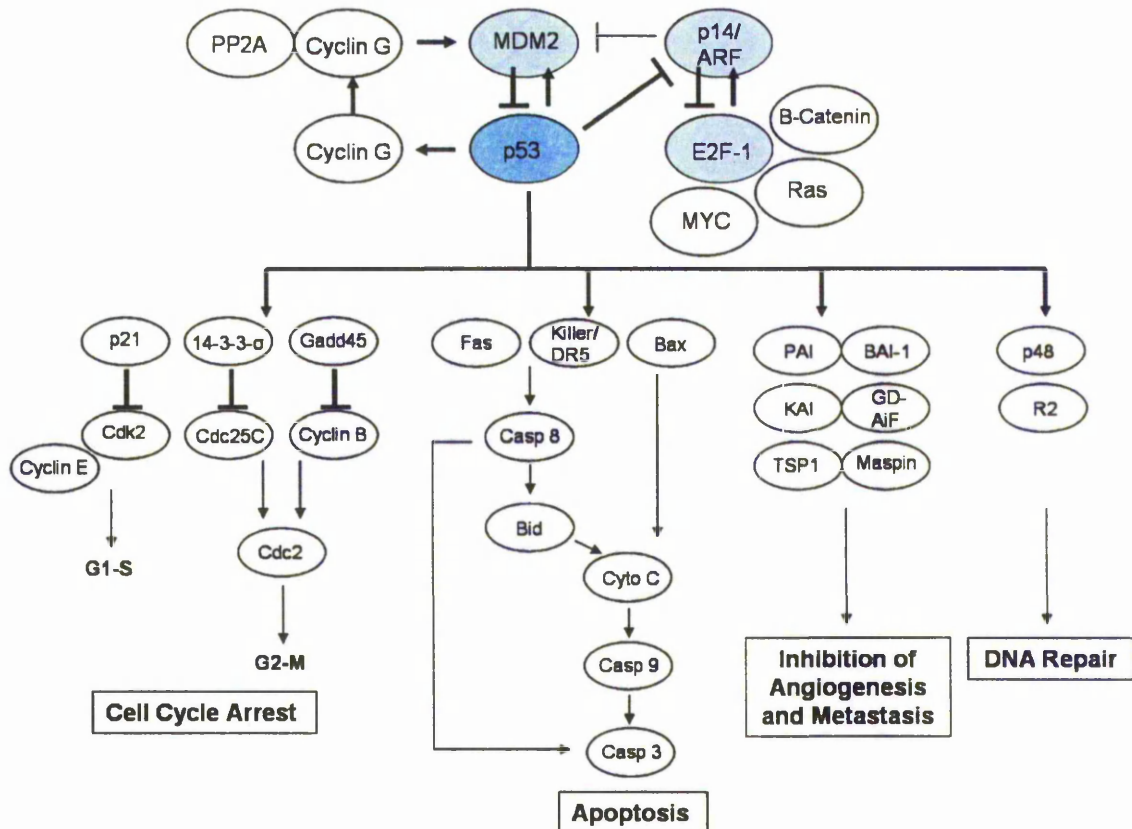 PP2A
Cyclin G
MDM2
p14/
ARF
Cyclin G
p53
E2F-1
B-Catenin
Ras
MYC
p21
14-3-3-σ
Gadd45
Fas
Killer/
DR5
Bax
PAI
BAI-1
p48
Cdk2
Cdc25C
Cyclin B
Casp 8
KAI
GD-
AiF
R2
Cyclin E
TSP1
Maspin
Bid
Cdc2
G1-S
Cyto C
G2-M
Casp 9
Inhibition of
Angiogenesis
and Metastasis
DNA Repair
Cell Cycle Arrest
Casp 3
Apoptosis